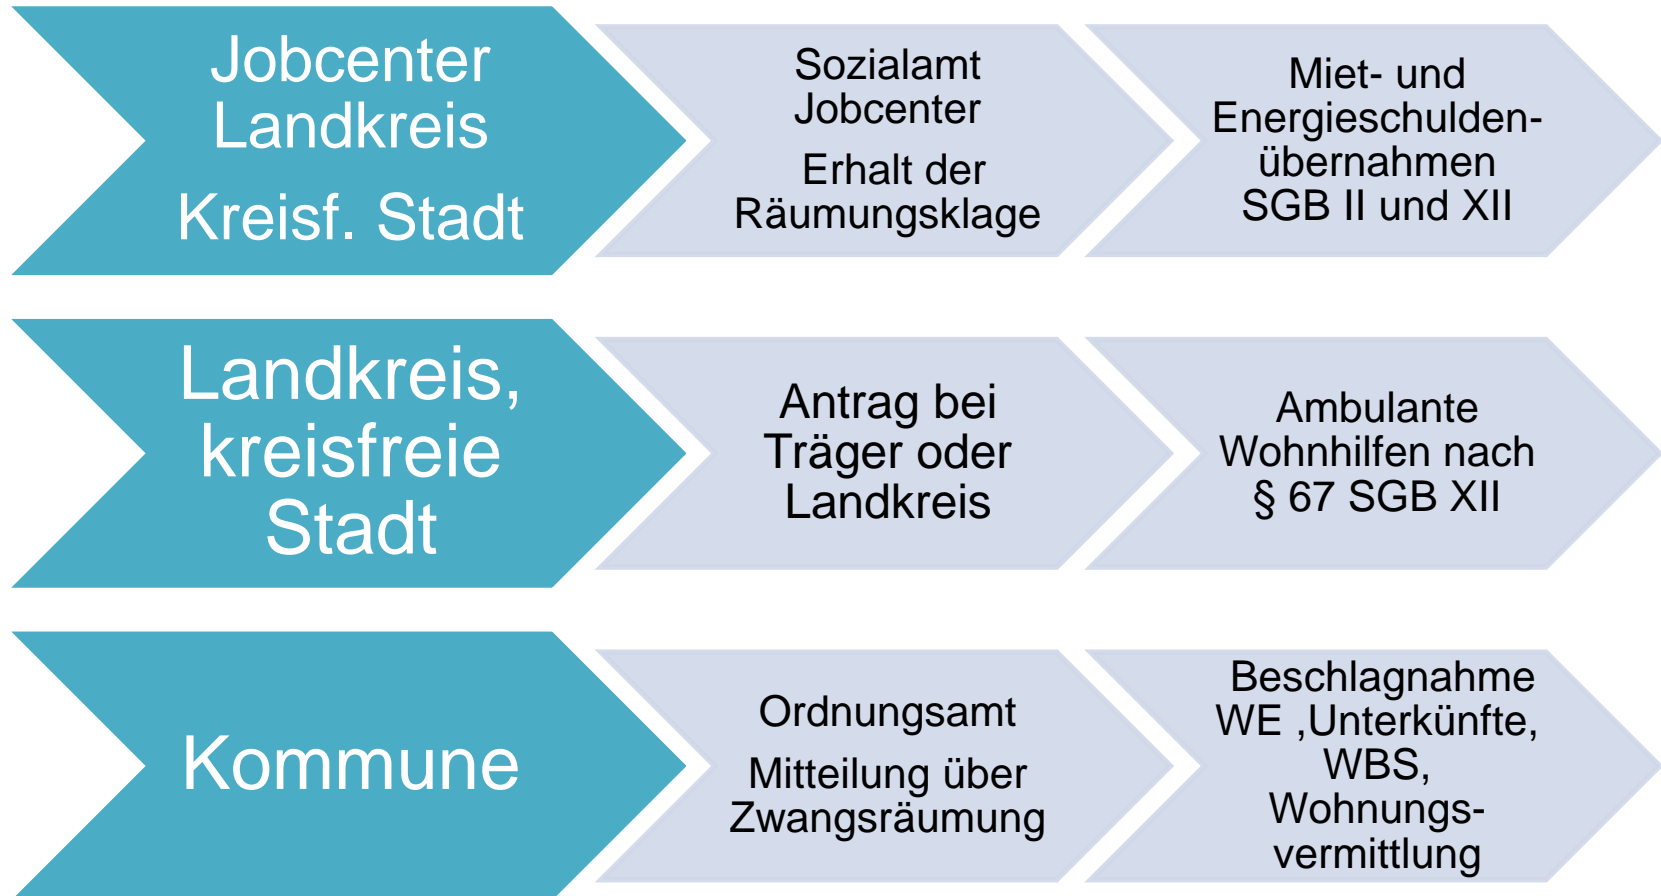 Jobcenter
Landkreis
Kreisf. Stadt
Sozialamt
Jobcenter
Erhalt der
Räumungsklage
Miet- und
Energieschulden-
übernahmen
SGB II und XII
Landkreis,
kreisfreie
Stadt
Antrag bei
Träger oder
Landkreis
Ambulante
Wohnhilfen nach
§ 67 SGB XII
Kommune
Ordnungsamt
Mitteilung über
Zwangsräumung
Beschlagnahme
WE ,Unterkünfte,
WBS,
Wohnungs-
vermittlung